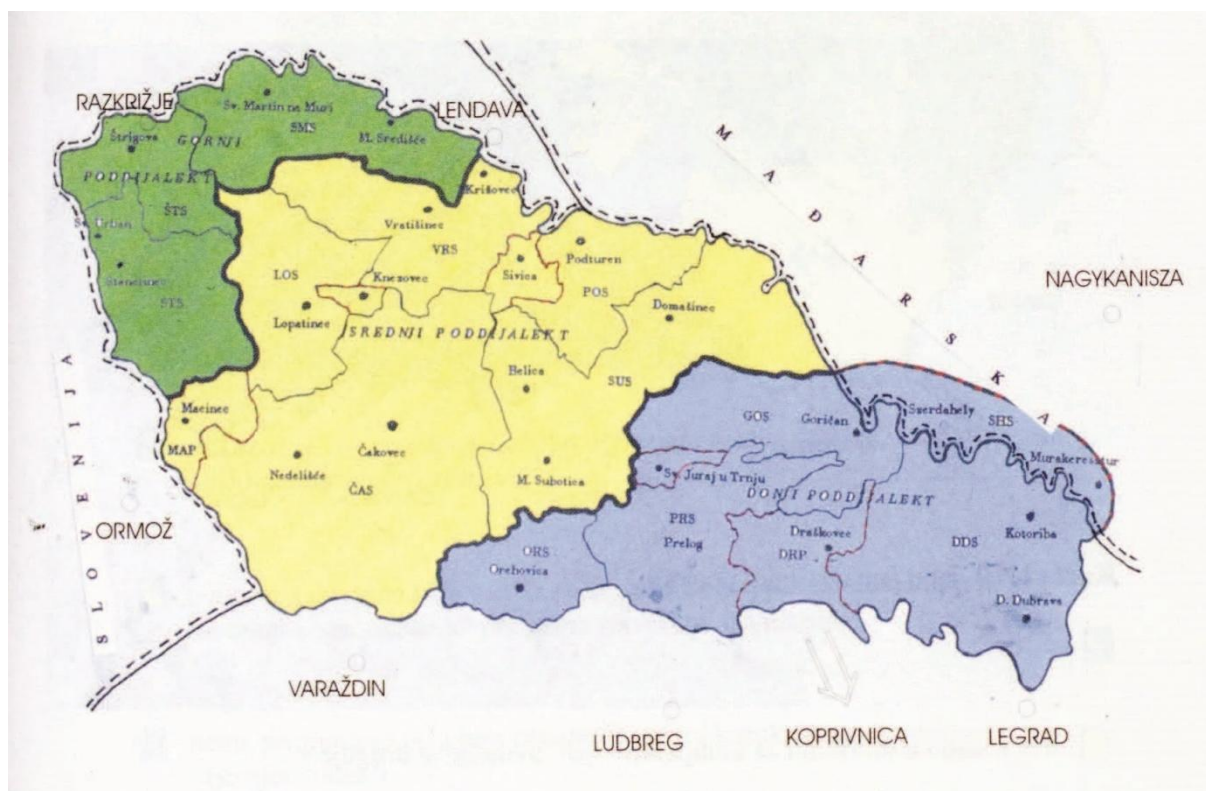 RAZKRIŽJE
LENDAVA
Sv. Martin na Muri
SMS
M. Središče
Štrigova
GORNJI
PODDIJALEKT
ŠTS
Sv. Urban
STS
Križovec
Vratišinec
VRS
LOS
Knezovec
Sivica
Podturen
POS
Lopatinec
Domašinec
SREDNJI PODDIJALEKT
Belica
SUS
Macinec
MAP
Čakovec
Nedelišće
ČAS
M. Subotica
MAĐARSKA
NAGYKANISZA
SLOVENIJA
ORMOŽ
GOS
Goričan
Szerdahely
SHS
Murakeresztur
Sv. Juraj u Trnju
DONJI PODDIJALEKT
PRS
Prelog
Draškovec
DRP
DDS
Kotoriba
ORS
Orehovica
D. Dubrava
VARAŽDIN
LUDBREG
KOPRIVNICA
LEGRAD